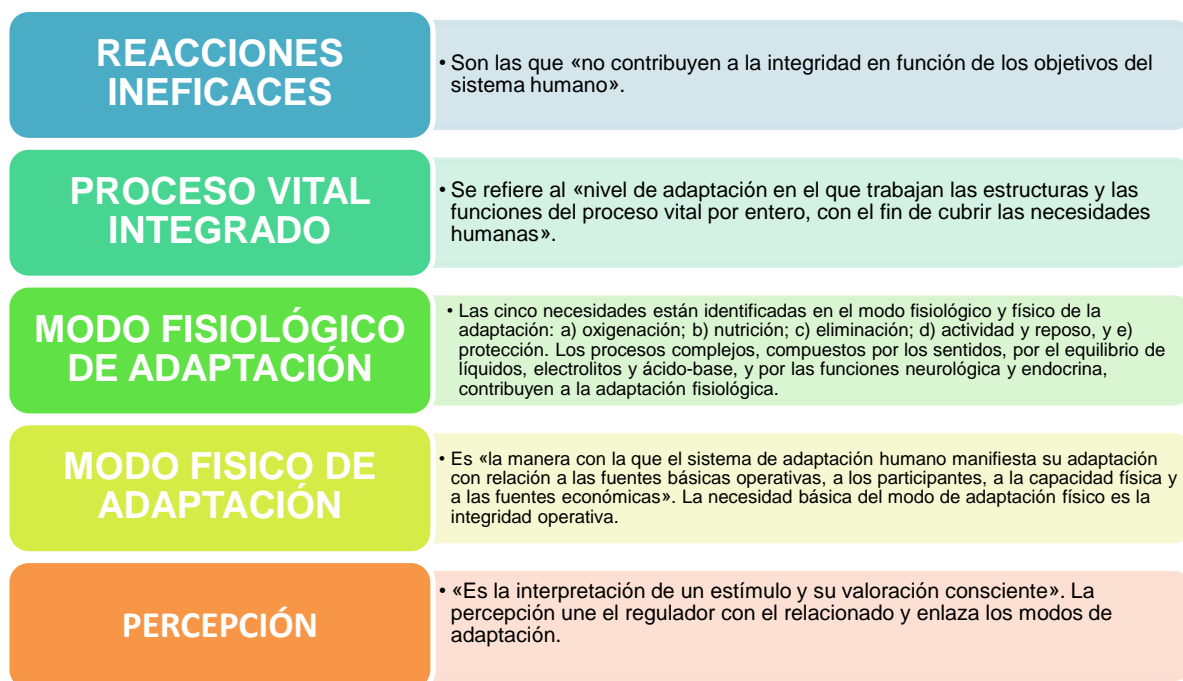 REACCIONES
INEFICACES
• Son las que «no contribuyen a la integridad en función de los objetivos del
sistema humano».
PROCESO VITAL
INTEGRADO
• Se refiere al «nivel de adaptación en el que trabajan las estructuras y las
funciones del proceso vital por entero, con el fin de cubrir las necesidades
humanas».
MODO FISIOLÓGICO
DE ADAPTACIÓN
• Las cinco necesidades están identificadas en el modo fisiológico y físico de la
adaptación: a) oxigenación; b) nutrición; c) eliminación; d) actividad y reposo, y e)
protección. Los procesos complejos, compuestos por los sentidos, por el equilibrio de
líquidos, electrolitos y ácido-base, y por las funciones neurológica y endocrina,
contribuyen a la adaptación fisiológica.
MODO FISICO DE
ADAPTACIÓN
• Es «la manera con la que el sistema de adaptación humano manifiesta su adaptación
con relación a las fuentes básicas operativas, a los participantes, a la capacidad física y
a las fuentes económicas». La necesidad básica del modo de adaptación físico es la
integridad operativa.
PERCEPCIÓN
• «Es la interpretación de un estímulo y su valoración consciente». La
percepción une el regulador con el relacionado y enlaza los modos de
adaptación.